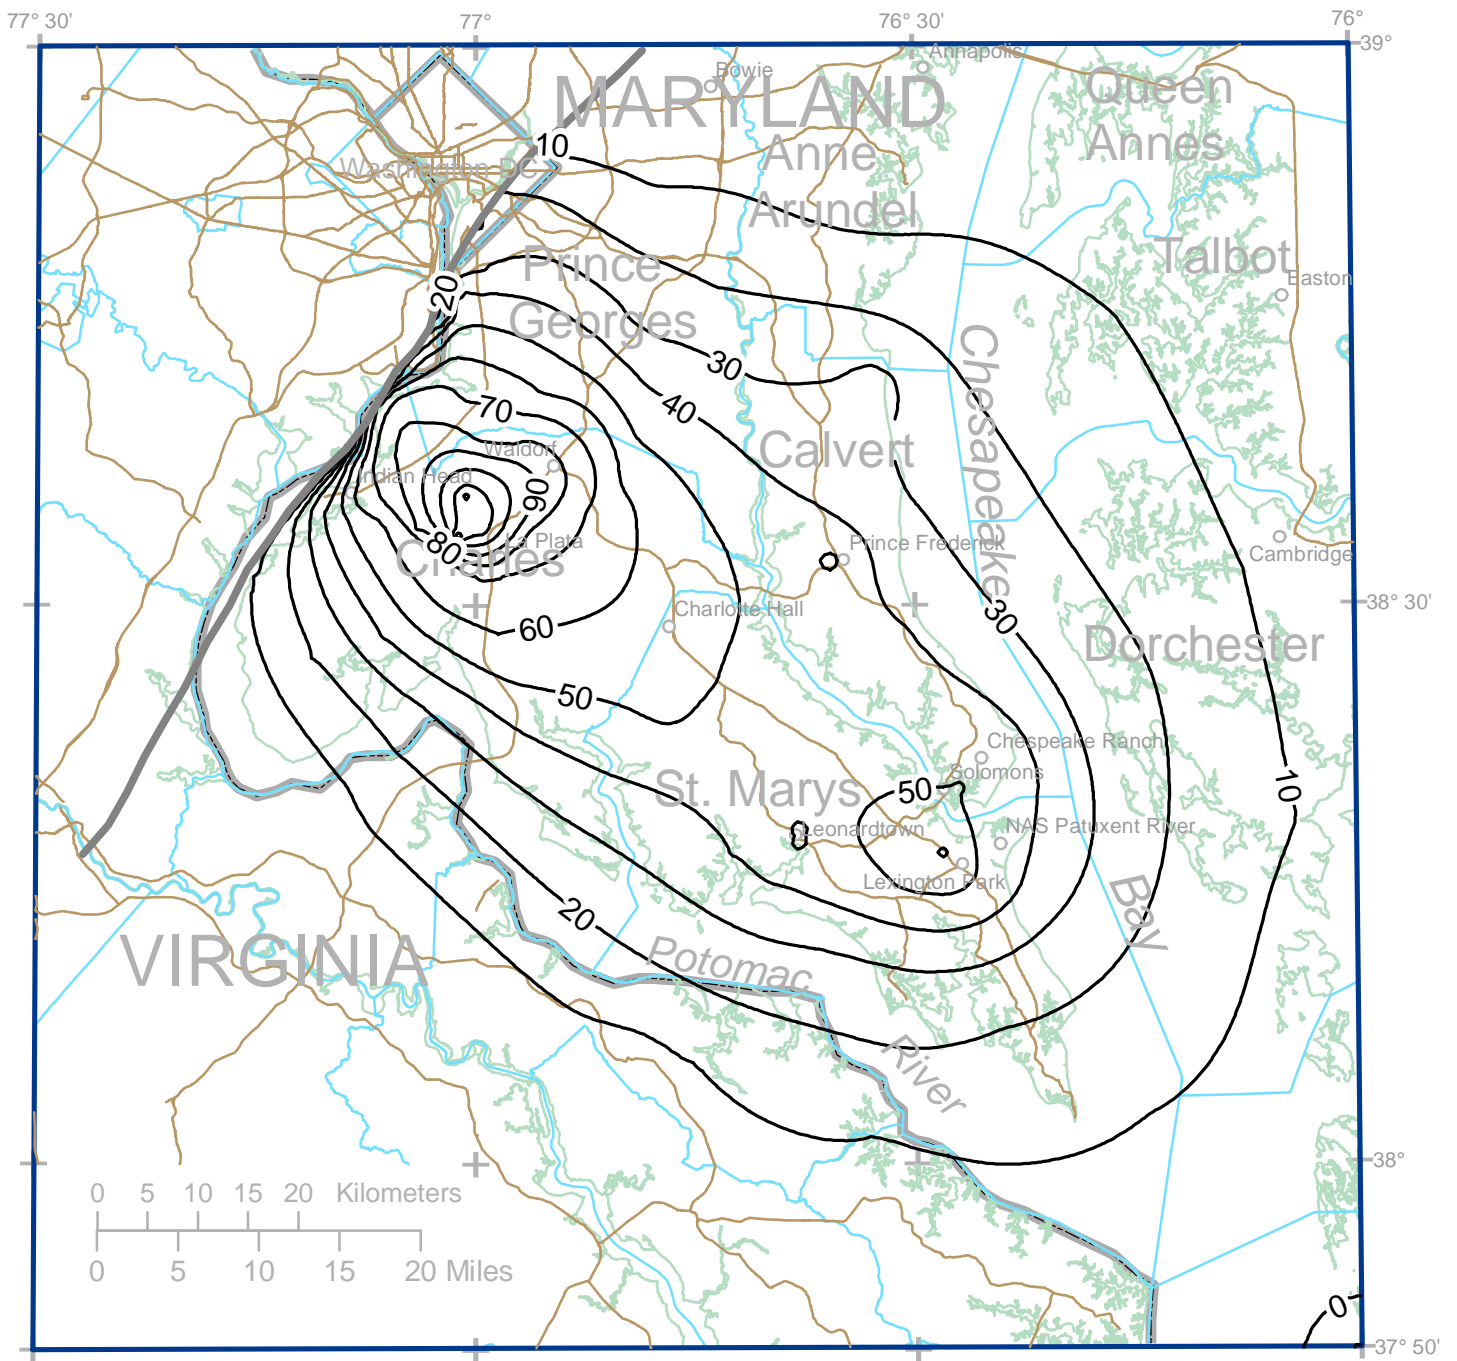 77° 30'
77°
76° 30'
76°
39°
Annapolis
Bowie
MARYLAND
Queen
Annes
10
Anne
Arundel
Washington DC
Prince
Georges
Talbot
Easton
20
30
40
Chesapeake
70
Calvert
Waldorf
Indian Head
90
80
La Plata
Charles
Prince Frederick
Cambridge
38° 30'
Charlotte Hall
60
30
Dorchester
50
Chespeake Ranch
Solomons
St. Marys
50
10
Leonardtown
NAS Patuxent River
Lexington Park
Bay
20
VIRGINIA
Potomac
River
38°
0 5 10 15 20 Kilometers
0 5 10 15 20 Miles
0
37° 50'